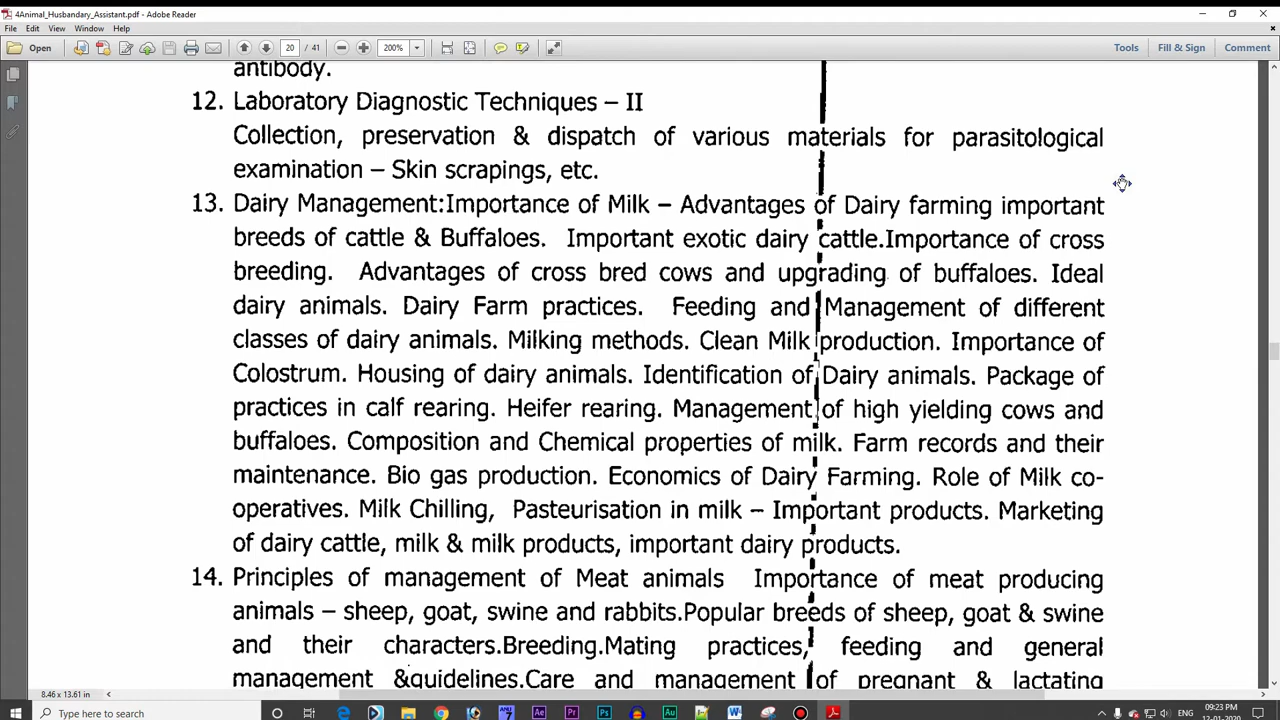 4Animal_Husbandary_Assistant.pdf - Adobe Reader
File Edit View Window Help
Open 20 / 41 200% Tools Fill & Sign Comment
antibody.
12. Laboratory Diagnostic Techniques – II
Collection, preservation & dispatch of various materials for parasitological
examination – Skin scrapings, etc.
13. Dairy Management:Importance of Milk – Advantages of Dairy farming important
breeds of cattle & Buffaloes. Important exotic dairy cattle.Importance of cross
breeding. Advantages of cross bred cows and upgrading of buffaloes. Ideal
dairy animals. Dairy Farm practices. Feeding and Management of different
classes of dairy animals. Milking methods. Clean Milk production. Importance of
Colostrum. Housing of dairy animals. Identification of Dairy animals. Package of
practices in calf rearing. Heifer rearing. Management of high yielding cows and
buffaloes. Composition and Chemical properties of milk. Farm records and their
maintenance. Bio gas production. Economics of Dairy Farming. Role of Milk co-
operatives. Milk Chilling, Pasteurisation in milk – Important products. Marketing
of dairy cattle, milk & milk products, important dairy products.
14. Principles of management of Meat animals Importance of meat producing
animals – sheep, goat, swine and rabbits.Popular breeds of sheep, goat & swine
and their characters.Breeding.Mating practices, feeding and general
management &guidelines.Care and management of pregnant & lactating
8.46 x 13.61 in
Type here to search
09:23 PM
12-01-2020